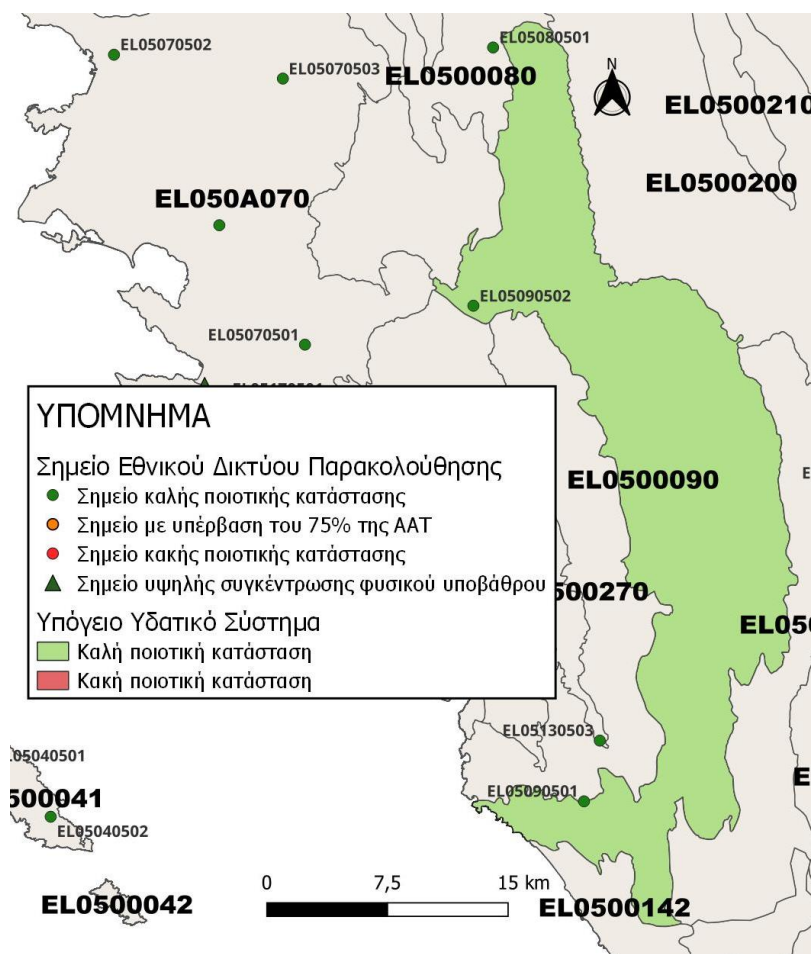 EL05070502
EL05080501
EL05070503
EL0500080
N
EL0500210
EL0500200
EL050A070
EL05090502
EL05070501
ΥΠΟΜΝΗΜΑ
Σημείο Εθνικού Δικτύου Παρακολούθησης
Σημείο καλής ποιοτικής κατάστασης
Σημείο με υπέρβαση του 75% της ΑΑΤ
Σημείο κακής ποιοτικής κατάστασης
Σημείο υψηλής συγκέντρωσης φυσικού υποβάθρου
Υπόγειο Υδατικό Σύστημα
Καλή ποιοτική κατάσταση
Κακή ποιοτική κατάσταση
EL0500090
500270
EL050
EL05130503
L05040501
EL05090501
500041
EL05040502
0
7,5
15 km
EL0500042
EL0500142